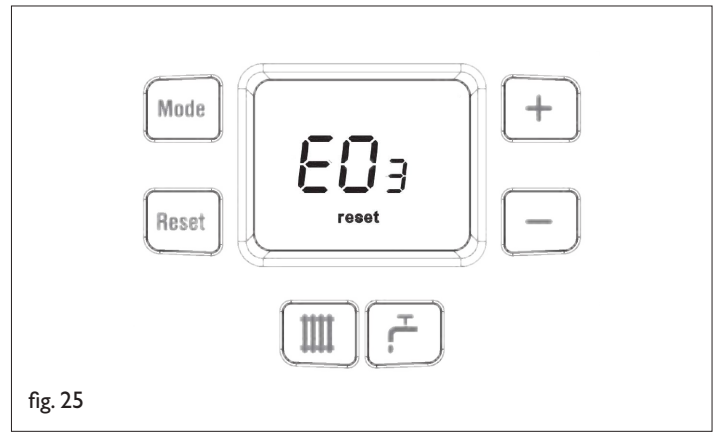 Mode
+
E03
reset
Reset
−
fig. 25